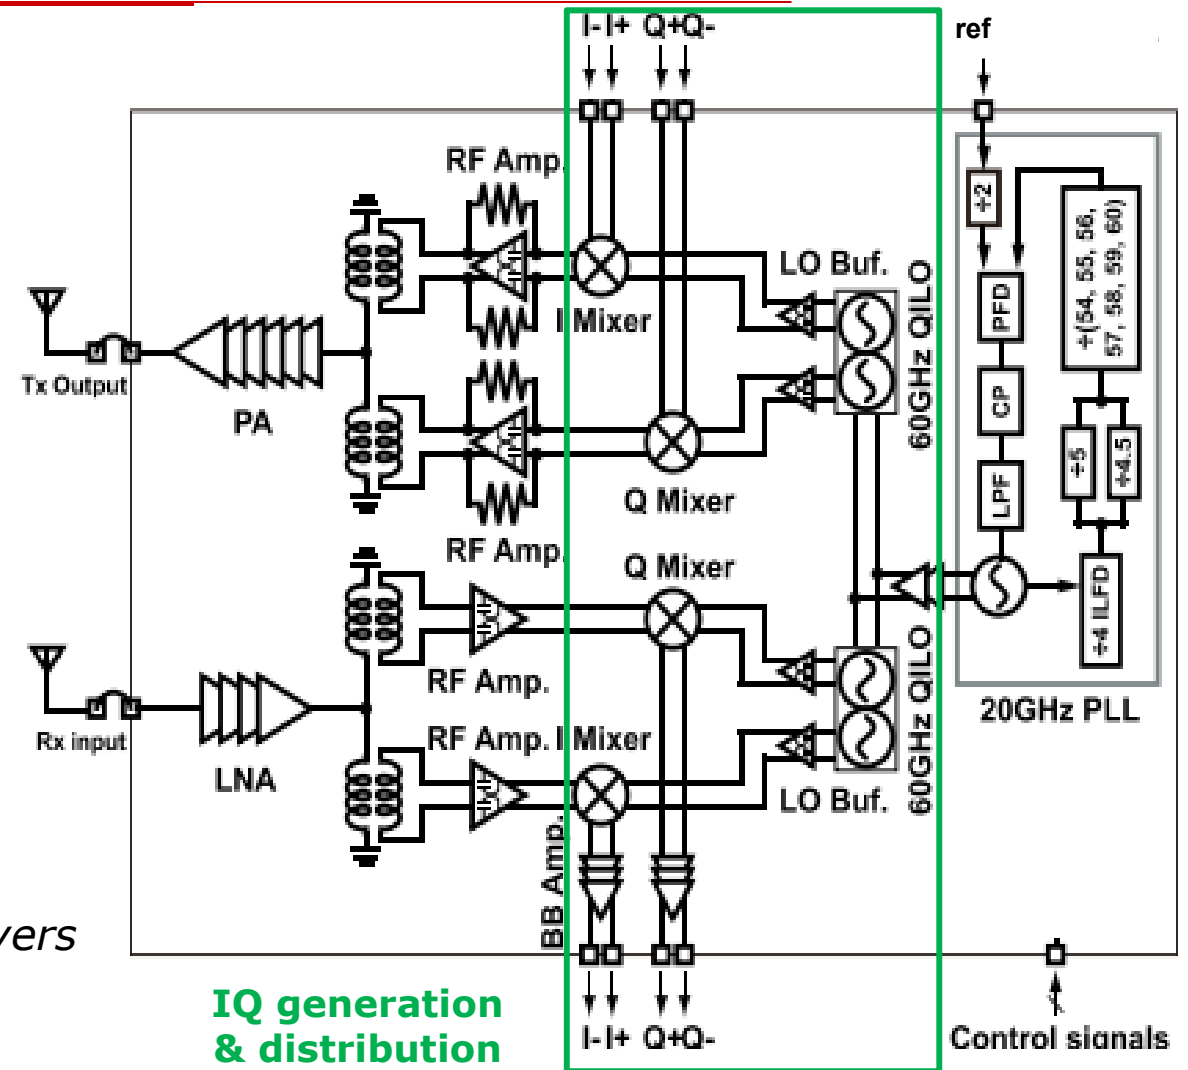 I- I+ Q+ Q-
ref
RF Amp.
÷2
÷(54, 55, 56,
57, 58, 59, 60)
LO Buf.
60GHz QILO
PFD
I Mixer
Tx Output
PA
CP
÷5
÷4.5
LPF
Q Mixer
RF Amp.
Q Mixer
÷4 ILFD
RF Amp.
60GHz QILO
20GHz PLL
Rx input
LNA
RF Amp.
I Mixer
LO Buf.
BB Amp.
vers
IQ generation
& distribution
I- I+ Q+ Q-
Control signals